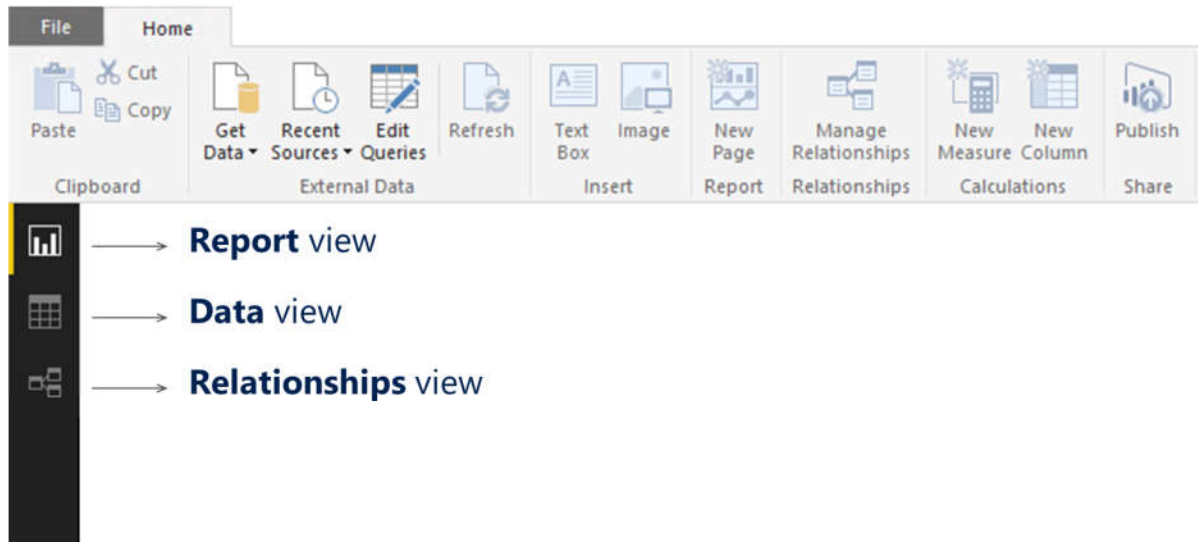 File Home
Paste
Cut
Copy
Get Data
Recent Sources
Edit Queries
Refresh
Text Box
Image
New Page
Manage Relationships
New Measure
New Column
Publish
Clipboard External Data Insert Report Relationships Calculations Share
Report view
Data view
Relationships view